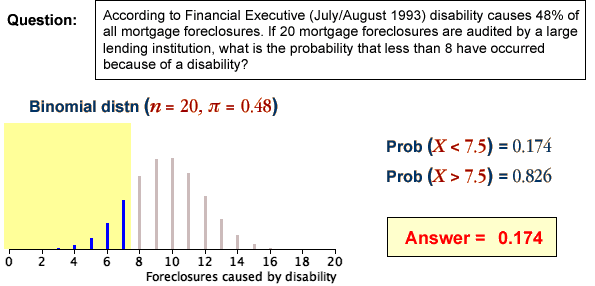 Question:
According to Financial Executive (July/August 1993) disability causes 48% of
all mortgage foreclosures. If 20 mortgage foreclosures are audited by a large
lending institution, what is the probability that less than 8 have occurred
because of a disability?
Binomial distn (n = 20, π = 0.48)
Prob (X < 7.5) = 0.174
Prob (X > 7.5) = 0.826
Answer = 0.174
0 2 4 6 8 10 12 14 16 18 20
Foreclosures caused by disability